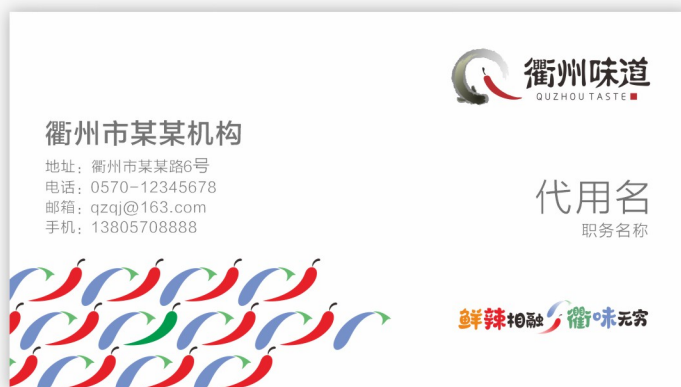 衢州味道
QUZHOU TASTE
衢州市某某机构
地址：衢州市某某路6号
电话：0570-12345678
邮箱：qzqj@163.com
手机：13805708888
代用名
职务名称
鲜辣相融 衢味无穷